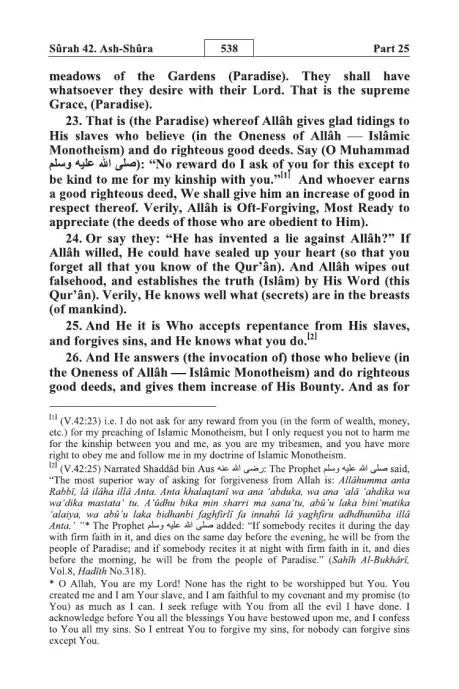 Sûrah 42. Ash-Shûra 538 Part 25
meadows of the Gardens (Paradise). They shall have
whatsoever they desire with their Lord. That is the supreme
Grace, (Paradise).
23. That is (the Paradise) whereof Allâh gives glad tidings to
His slaves who believe (in the Oneness of Allâh — Islâmic
Monotheism) and do righteous good deeds. Say (O Muhammad
صلى الله عليه وسلم): “No reward do I ask of you for this except to
be kind to me for my kinship with you.”[1] And whoever earns
a good righteous deed, We shall give him an increase of good in
respect thereof. Verily, Allâh is Oft-Forgiving, Most Ready to
appreciate (the deeds of those who are obedient to Him).
24. Or say they: “He has invented a lie against Allâh?” If
Allâh willed, He could have sealed up your heart (so that you
forget all that you know of the Qur’ân). And Allâh wipes out
falsehood, and establishes the truth (Islâm) by His Word (this
Qur’ân). Verily, He knows well what (secrets) are in the breasts
(of mankind).
25. And He it is Who accepts repentance from His slaves,
and forgives sins, and He knows what you do.[2]
26. And He answers (the invocation of) those who believe (in
the Oneness of Allâh — Islâmic Monotheism) and do righteous
good deeds, and gives them increase of His Bounty. And as for
[1] (V.42:23) i.e. I do not ask for any reward from you (in the form of wealth, money,
etc.) for my preaching of Islamic Monotheism, but I only request you not to harm me
for the kinship between you and me, as you are my tribesmen, and you have more
right to obey me and follow me in my doctrine of Islamic Monotheism.
[2] (V.42:25) Narrated Shaddâd bin Aus رضى الله عنه: The Prophet صلى الله عليه وسلم said,
“The most superior way of asking for forgiveness from Allah is: Allâhumma anta
Rabbî, lâ ilâha illâ Anta. Anta khalaqtanî wa ana ‘abduka, wa ana ‘alâ ‘ahdika wa
wa‘dika mastata‘ tu. A‘ûdhu bika min sharri ma sana‘tu, abû’u laka bini‘matika
‘alaiya, wa abû’u laka bidhanbi faghfirlî fa innahû lâ yaghfiru adhdhunûba illâ
Anta.’ ”* The Prophet صلى الله عليه وسلم added: “If somebody recites it during the day
with firm faith in it, and dies on the same day before the evening, he will be from the
people of Paradise; and if somebody recites it at night with firm faith in it, and dies
before the morning, he will be from the people of Paradise.” (Sahîh Al-Bukhârî,
Vol.8, Hadîth No.318).
* O Allah, You are my Lord! None has the right to be worshipped but You. You
created me and I am Your slave, and I am faithful to my covenant and my promise (to
You) as much as I can. I seek refuge with You from all the evil I have done. I
acknowledge before You all the blessings You have bestowed upon me, and I confess
to You all my sins. So I entreat You to forgive my sins, for nobody can forgive sins
except You.